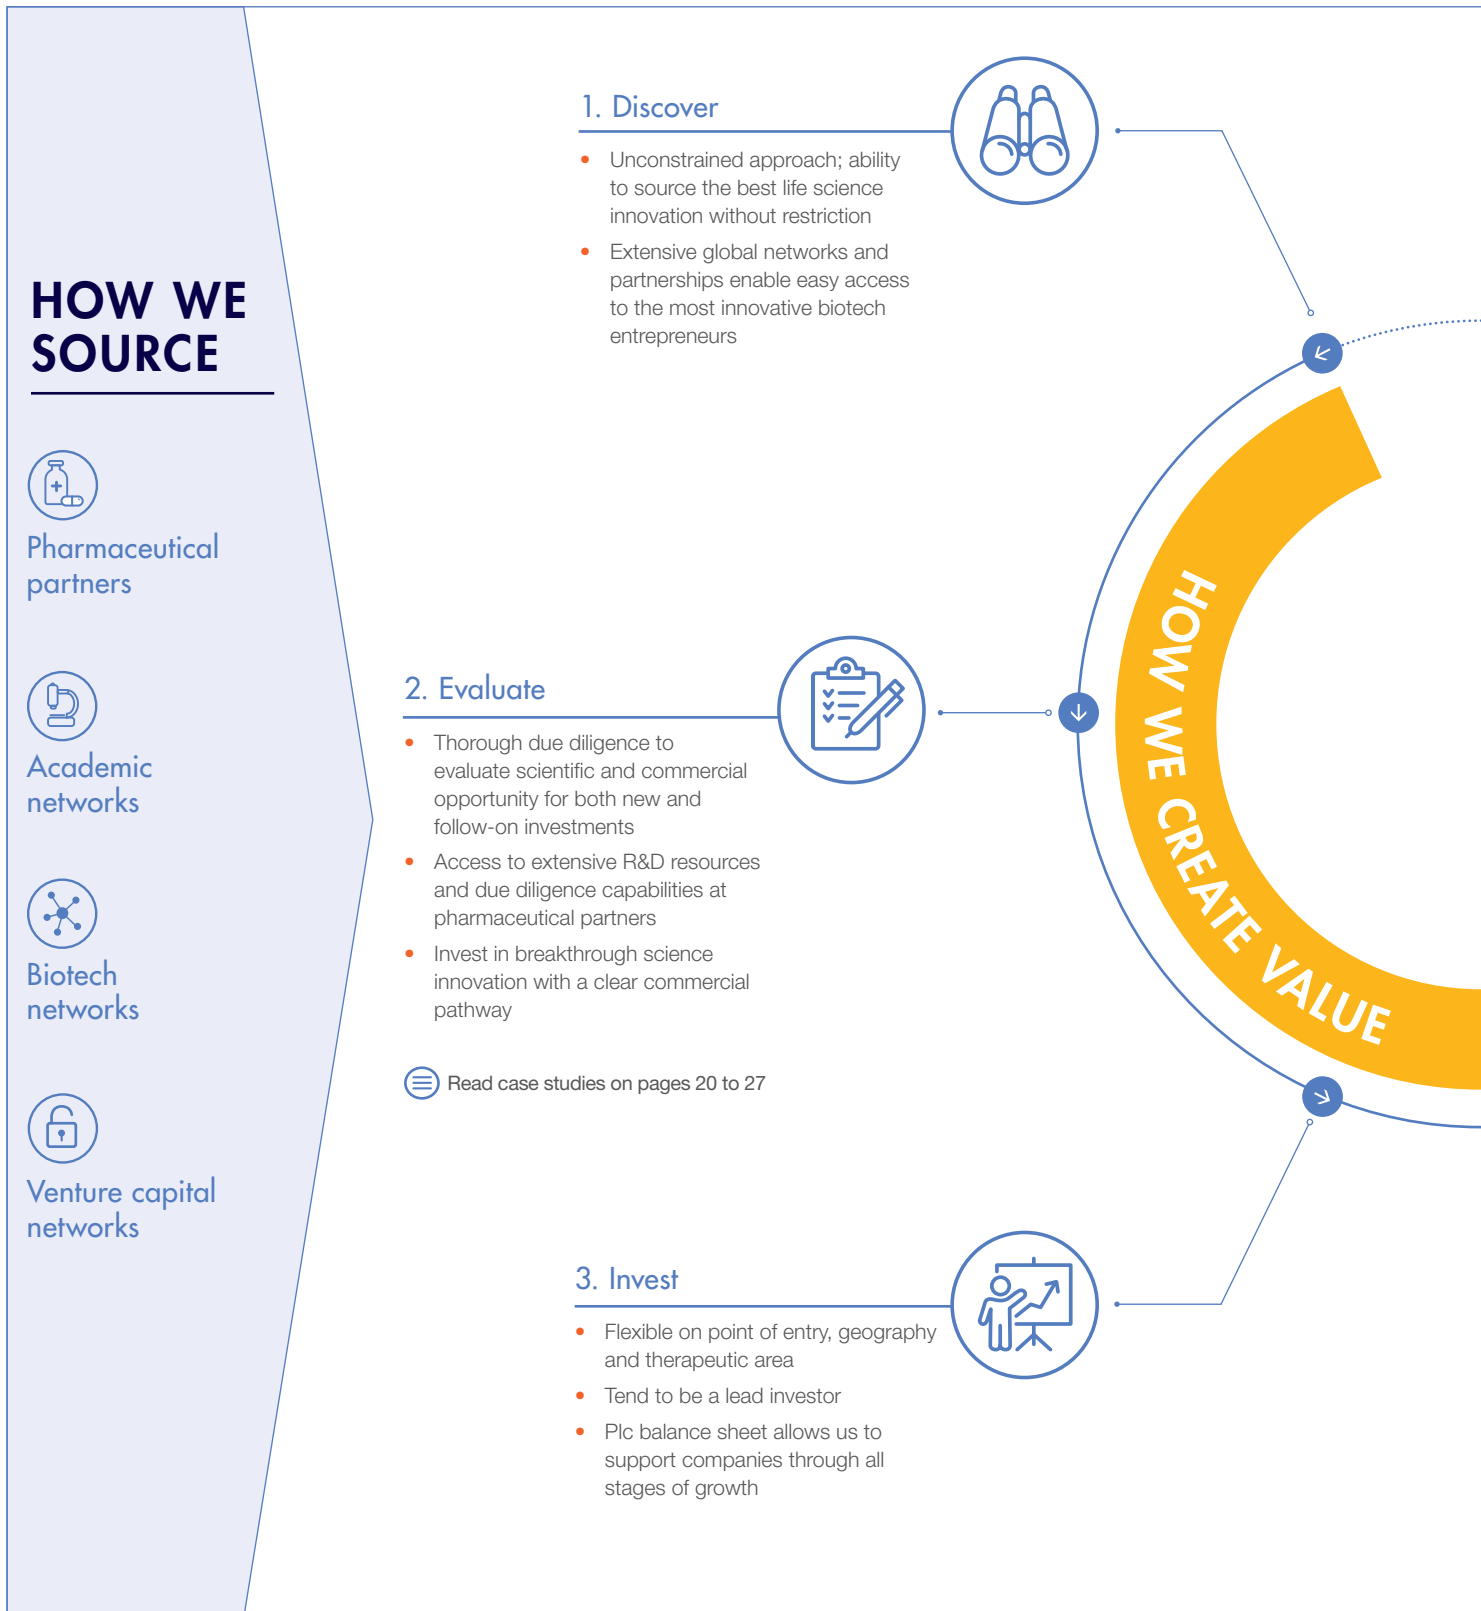 HOW WE
SOURCE
Pharmaceutical
partners
Academic
networks
Biotech
networks
Venture capital
networks
1. Discover
• Unconstrained approach; ability
to source the best life science
innovation without restriction
• Extensive global networks and
partnerships enable easy access
to the most innovative biotech
entrepreneurs
2. Evaluate
• Thorough due diligence to
evaluate scientific and commercial
opportunity for both new and
follow-on investments
• Access to extensive R&D resources
and due diligence capabilities at
pharmaceutical partners
• Invest in breakthrough science
innovation with a clear commercial
pathway
Read case studies on pages 20 to 27
3. Invest
• Flexible on point of entry, geography
and therapeutic area
• Tend to be a lead investor
• Plc balance sheet allows us to
support companies through all
stages of growth
HOW WE CREATE VALUE